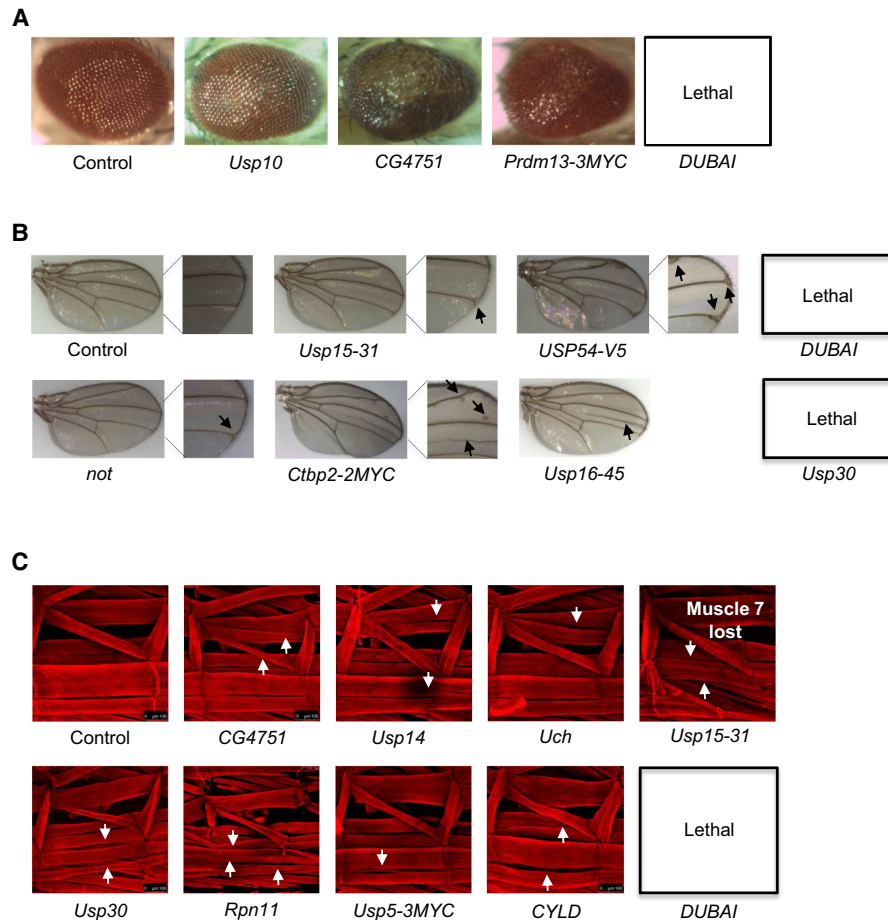 A
Lethal
Control
Usp10
CG4751
Prdm13-3MYC
DUBAI
B
Lethal
Control
Usp15-31
USP54-V5
DUBAI
Lethal
not
Ctbp2-2MYC
Usp16-45
Usp30
C
Muscle 7
lost
Control
CG4751
Usp14
Uch
Usp15-31
Lethal
Usp30
Rpn11
Usp5-3MYC
CYLD
DUBAI